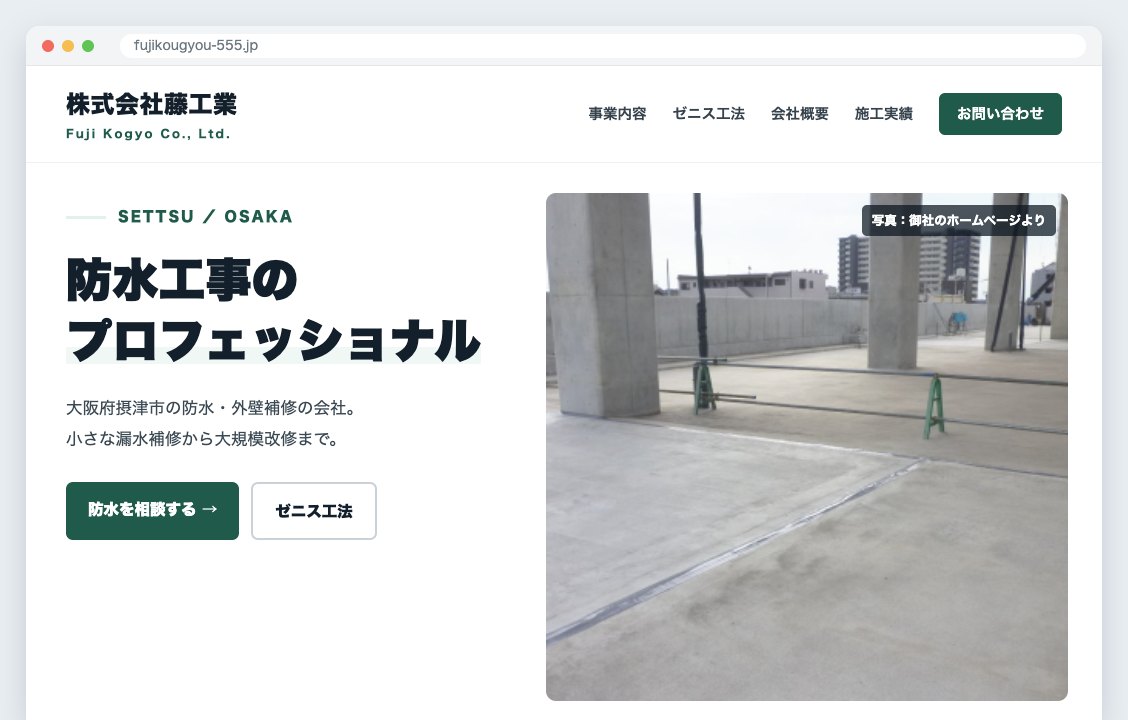 fujikougyou-555.jp
株式会社藤工業
Fuji Kogyo Co., Ltd.
事業内容 ゼニス工法 会社概要 施工実績 お問い合わせ
SETTSU ／ OSAKA
写真：御社のホームページより
防水工事の
プロフェッショナル
大阪府摂津市の防水・外壁補修の会社。
小さな漏水補修から大規模改修まで。
防水を相談する → ゼニス工法